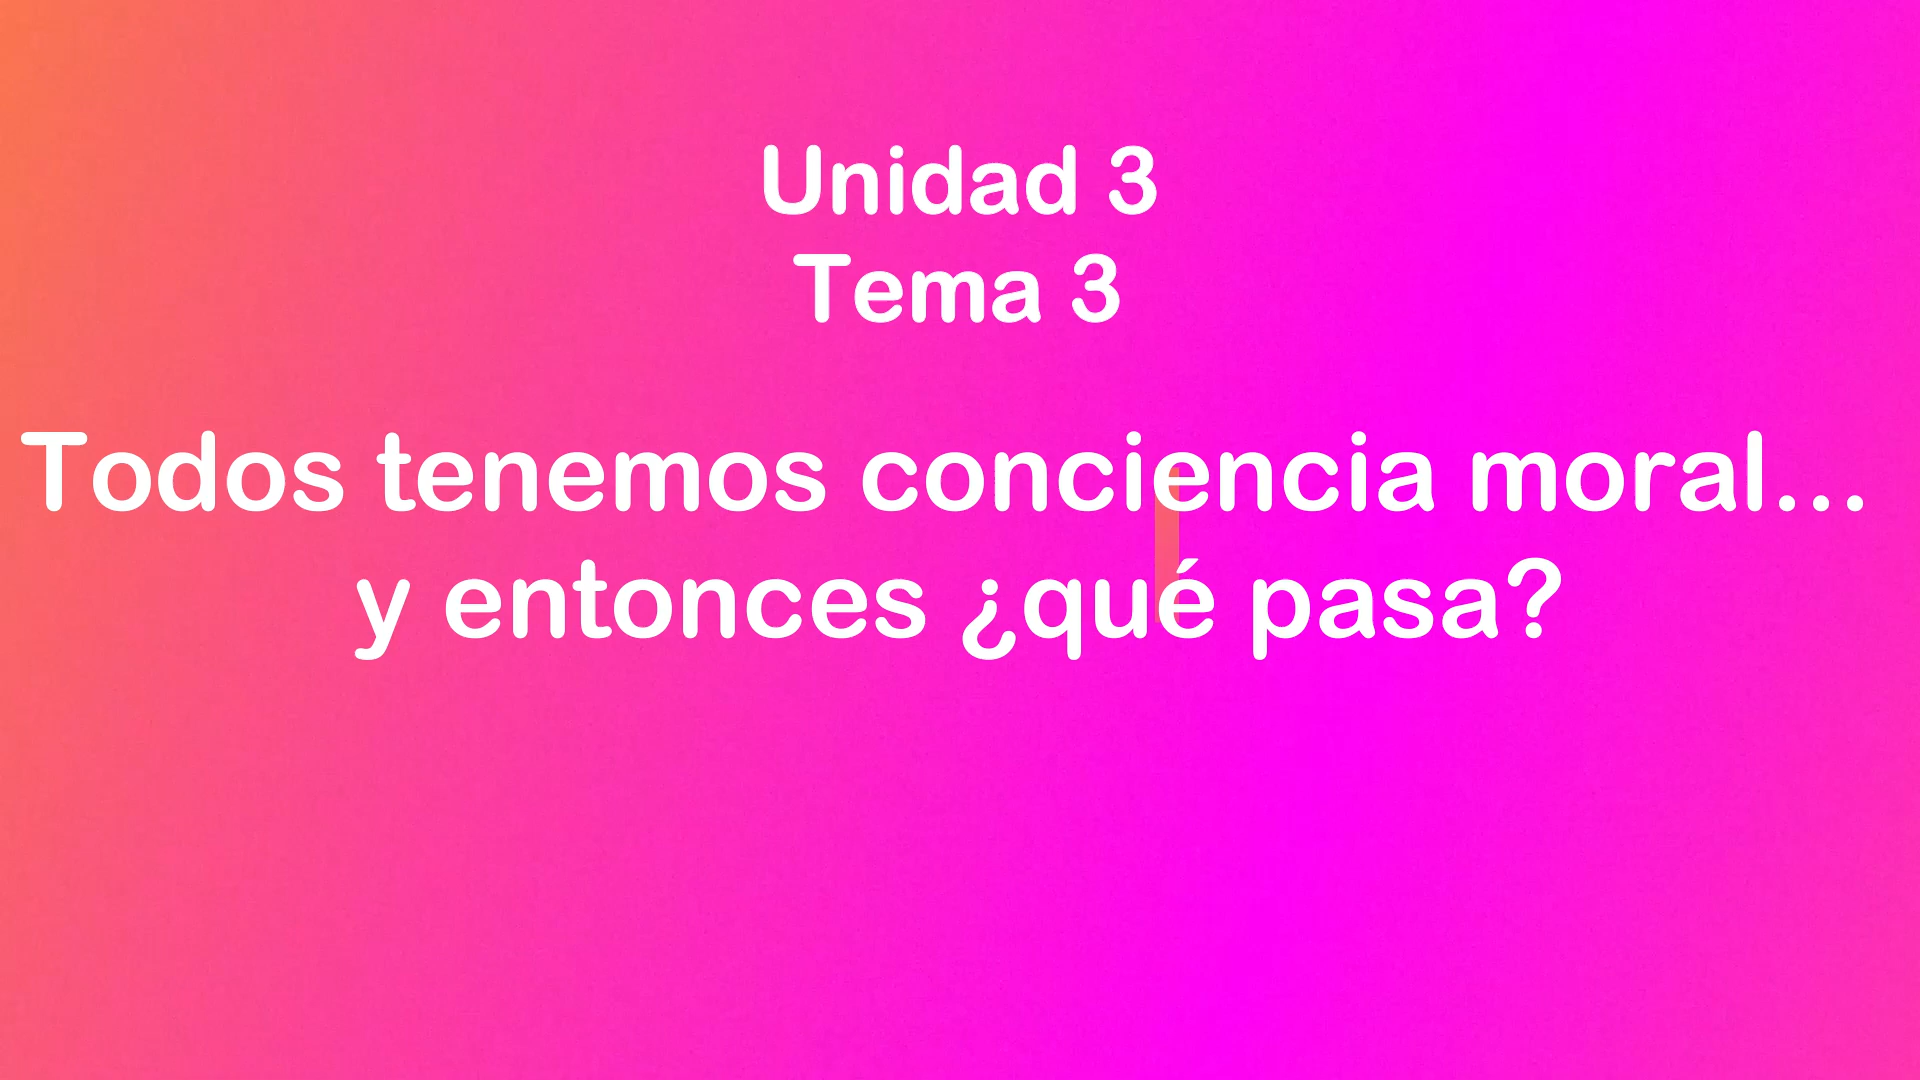 Unidad 3
Tema 3
Todos tenemos conciencia moral...
y entonces ¿qué pasa?